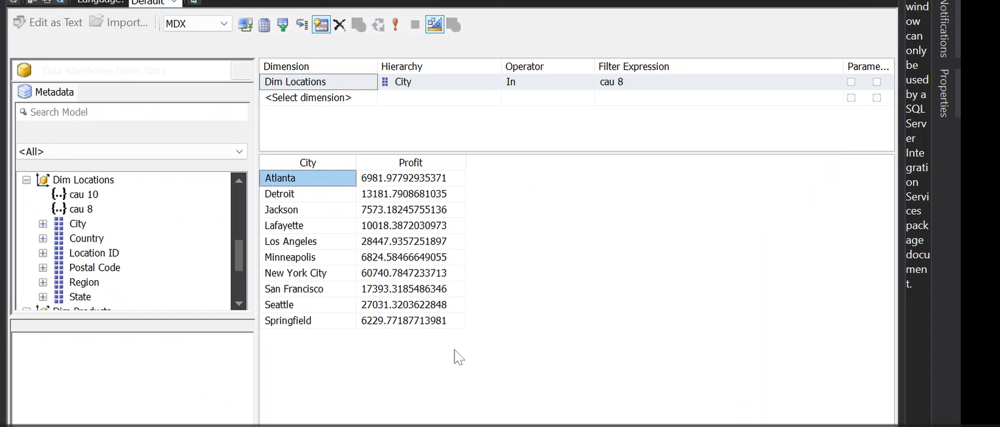 Language: Default
Edit as Text Import... MDX
Data Warehouse Super Store
Metadata
Search Model
<All>
Dim Locations
cau 10
cau 8
City
Country
Location ID
Postal Code
Region
State
Dim Products
Dimension Hierarchy Operator Filter Expression Parame...
Dim Locations City In cau 8
<Select dimension>
City Profit
Atlanta 6981.97792935371
Detroit 13181.7908681035
Jackson 7573.18245755136
Lafayette 10018.3872030973
Los Angeles 28447.9357251897
Minneapolis 6824.58466649055
New York City 60740.7847233713
San Francisco 17393.3185486346
Seattle 27031.3203622848
Springfield 6229.77187713981
wind
ow
can
only
be
used
by a
SQL
Serv
er
Inte
grati
on
Servi
ces
pack
age
docu
men
t.
Notifications
Properties